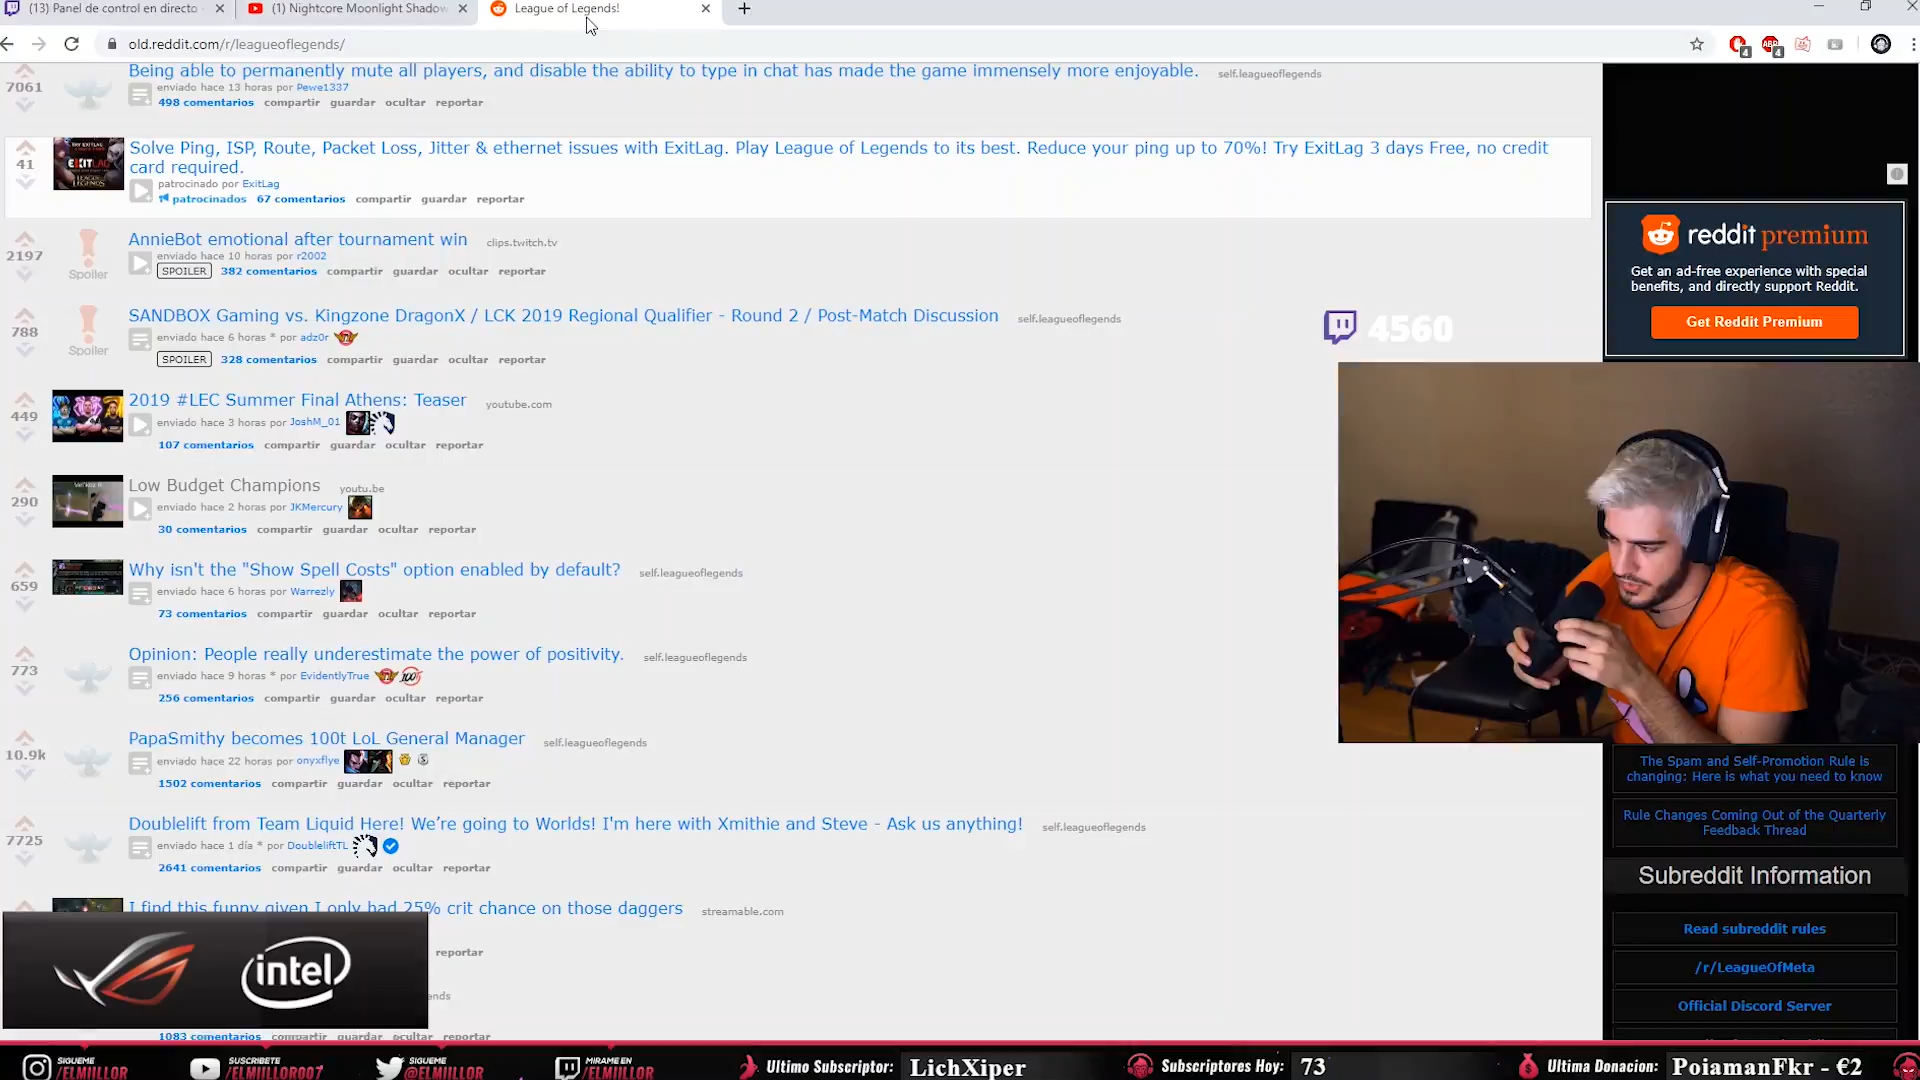 (13) Panel de control en directo -
(1) Nightcore Moonlight Shadow
League of Legends!
old.reddit.com/r/leagueoflegends/
7061
Being able to permanently mute all players, and disable the ability to type in chat has made the game immensely more enjoyable. self.leagueoflegends
enviado hace 13 horas por Pewe1337
498 comentarios compartir guardar ocultar reportar
41
Solve Ping, ISP, Route, Packet Loss, Jitter & ethernet issues with ExitLag. Play League of Legends to its best. Reduce your ping up to 70%! Try ExitLag 3 days Free, no credit
card required.
patrocinado por ExitLag
patrocinados 67 comentarios compartir guardar reportar
2197
Spoiler
AnnieBot emotional after tournament win clips.twitch.tv
enviado hace 10 horas por r2002
SPOILER 382 comentarios compartir guardar ocultar reportar
788
Spoiler
SANDBOX Gaming vs. Kingzone DragonX / LCK 2019 Regional Qualifier - Round 2 / Post-Match Discussion self.leagueoflegends
enviado hace 6 horas * por adz0r
SPOILER 328 comentarios compartir guardar ocultar reportar
449
2019 #LEC Summer Final Athens: Teaser youtube.com
enviado hace 3 horas por JoshM_01
107 comentarios compartir guardar ocultar reportar
290
Low Budget Champions youtu.be
enviado hace 2 horas por JKMercury
30 comentarios compartir guardar ocultar reportar
659
Why isn't the "Show Spell Costs" option enabled by default? self.leagueoflegends
enviado hace 6 horas por Warrezly
73 comentarios compartir guardar ocultar reportar
773
Opinion: People really underestimate the power of positivity. self.leagueoflegends
enviado hace 9 horas * por EvidentlyTrue
256 comentarios compartir guardar ocultar reportar
10.9k
PapaSmithy becomes 100t LoL General Manager self.leagueoflegends
enviado hace 22 horas por onyxflye
1502 comentarios compartir guardar ocultar reportar
7725
Doublelift from Team Liquid Here! We’re going to Worlds! I'm here with Xmithie and Steve - Ask us anything! self.leagueoflegends
enviado hace 1 día * por DoubleliftTL
2641 comentarios compartir guardar ocultar reportar
I find this funny given I only had 25% crit chance on those daggers streamable.com
reportar
ends
1083 comentarios compartir guardar ocultar reportar
intel
reddit premium
Get an ad-free experience with special
benefits, and directly support Reddit.
Get Reddit Premium
4560
The Spam and Self-Promotion Rule is
changing: Here is what you need to know
Rule Changes Coming Out of the Quarterly
Feedback Thread
Subreddit Information
Read subreddit rules
/r/LeagueOfMeta
Official Discord Server
SIGUEME
/ELMIILLOR
SUSCRIBETE
/ELMIILLOR007
SIGUEME
@ELMIILLOR
MIRAME EN
/ELMIILLOR
Ultimo Subscriptor: LichXiper
Subscriptores Hoy: 73
Ultima Donacion: PoiamanFkr - €2